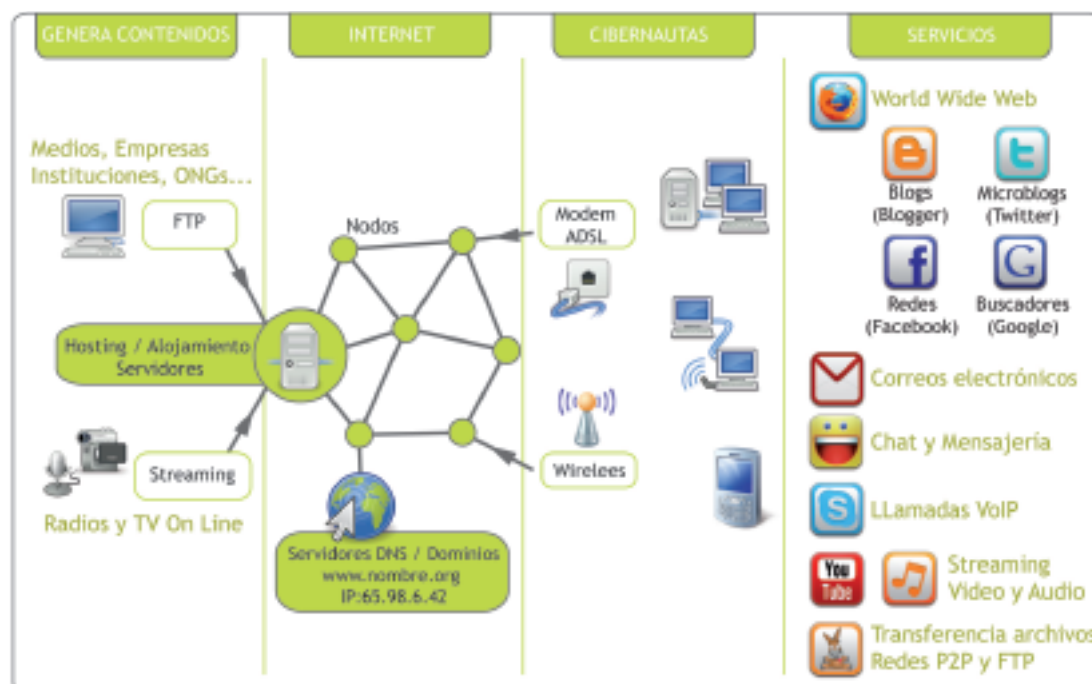 GENERA CONTENIDOS
INTERNET
CIBERNAUTAS
SERVICIOS
Medios, Empresas
Instituciones, ONGs...
FTP
Hosting / Alojamiento
Servidores
Streaming
Radios y TV On Line
Nodos
Servidores DNS / Dominios
www.nombre.org
IP:65.98.6.42
Modem
ADSL
Wirelees
World Wide Web
Blogs
(Blogger)
Microblogs
(Twitter)
Redes
(Facebook)
Buscadores
(Google)
Correos electrónicos
Chat y Mensajería
LLamadas VoIP
You
Tube
Streaming
Video y Audio
Transferencia archivos
Redes P2P y FTP